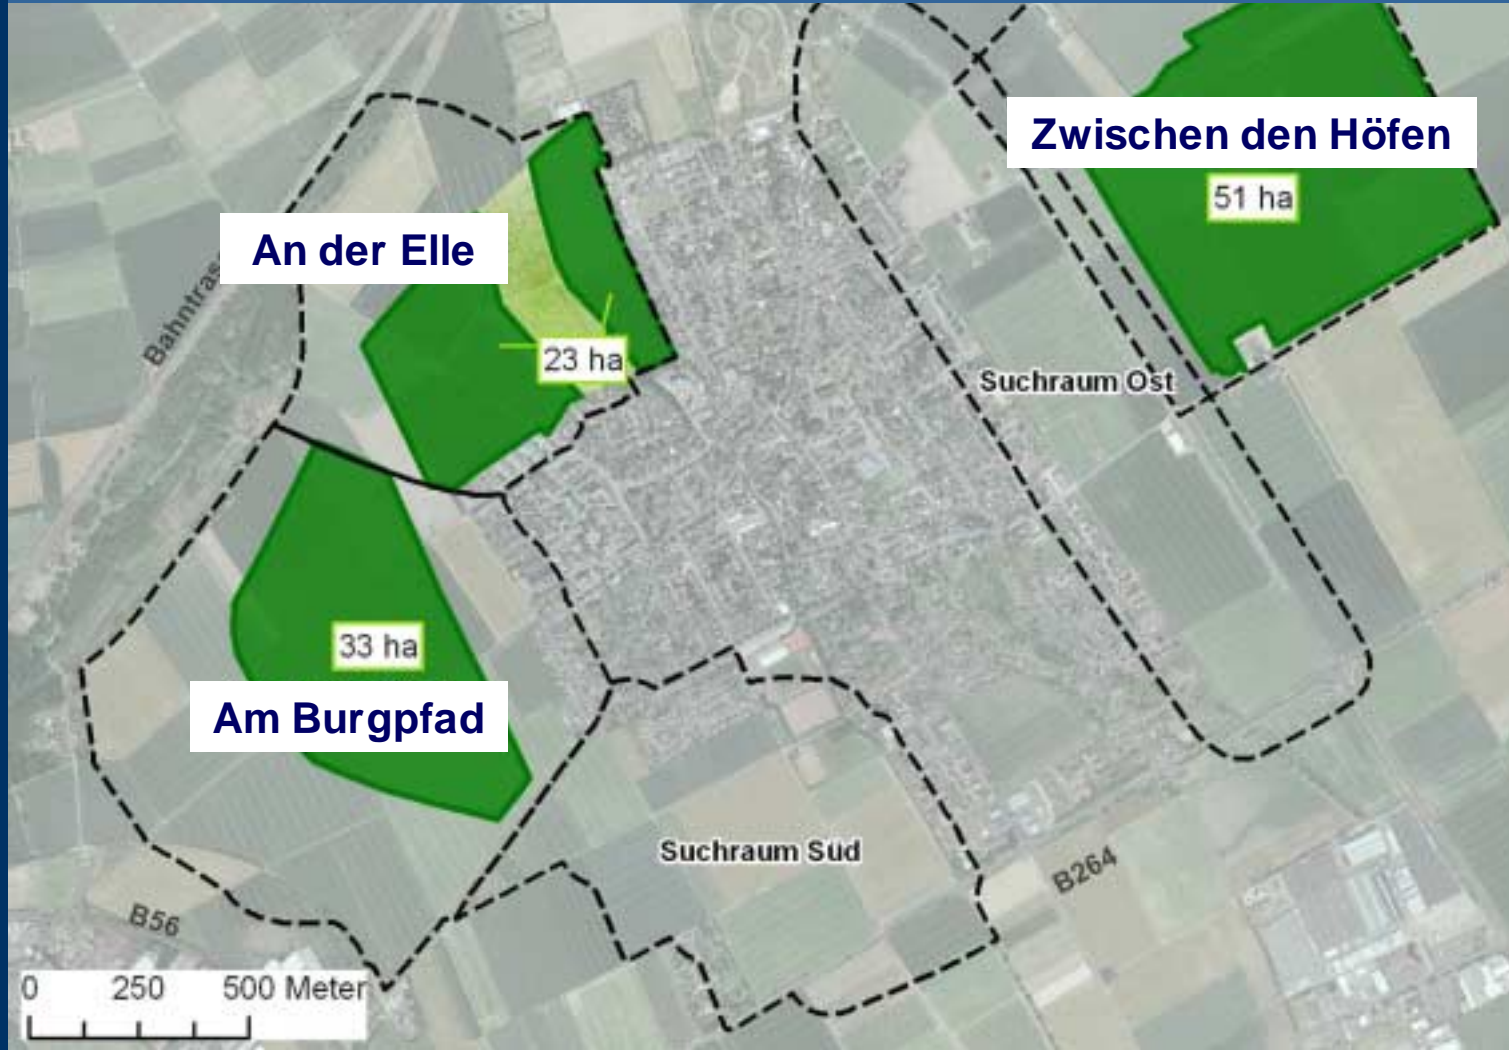 Zwischen den Höfen
51 ha
An der Elle
23 ha
Suchraum Ost
33 ha
Am Burgpfad
Suchraum Süd
B264
B56
0 250 500 Meter